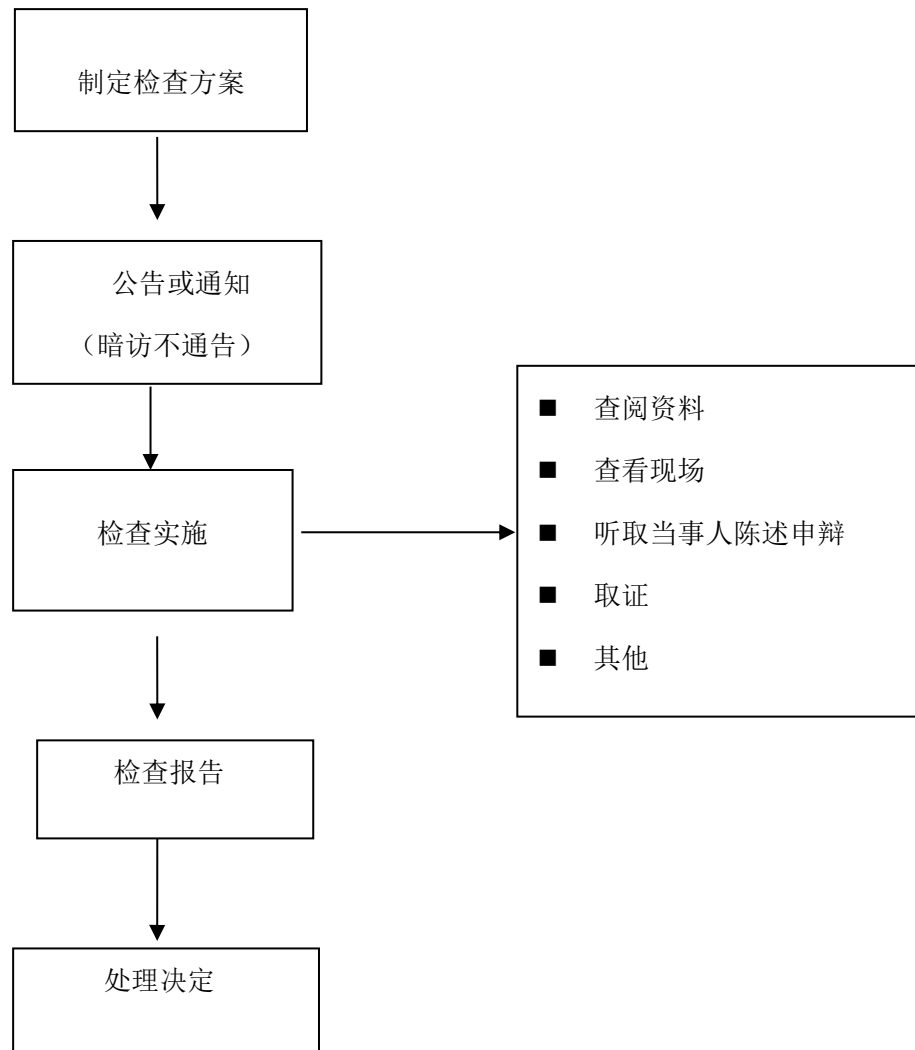 制定检查方案
公告或通知
（暗访不通告）
检查实施
■ 查阅资料
■ 查看现场
■ 听取当事人陈述申辩
■ 取证
■ 其他
检查报告
处理决定